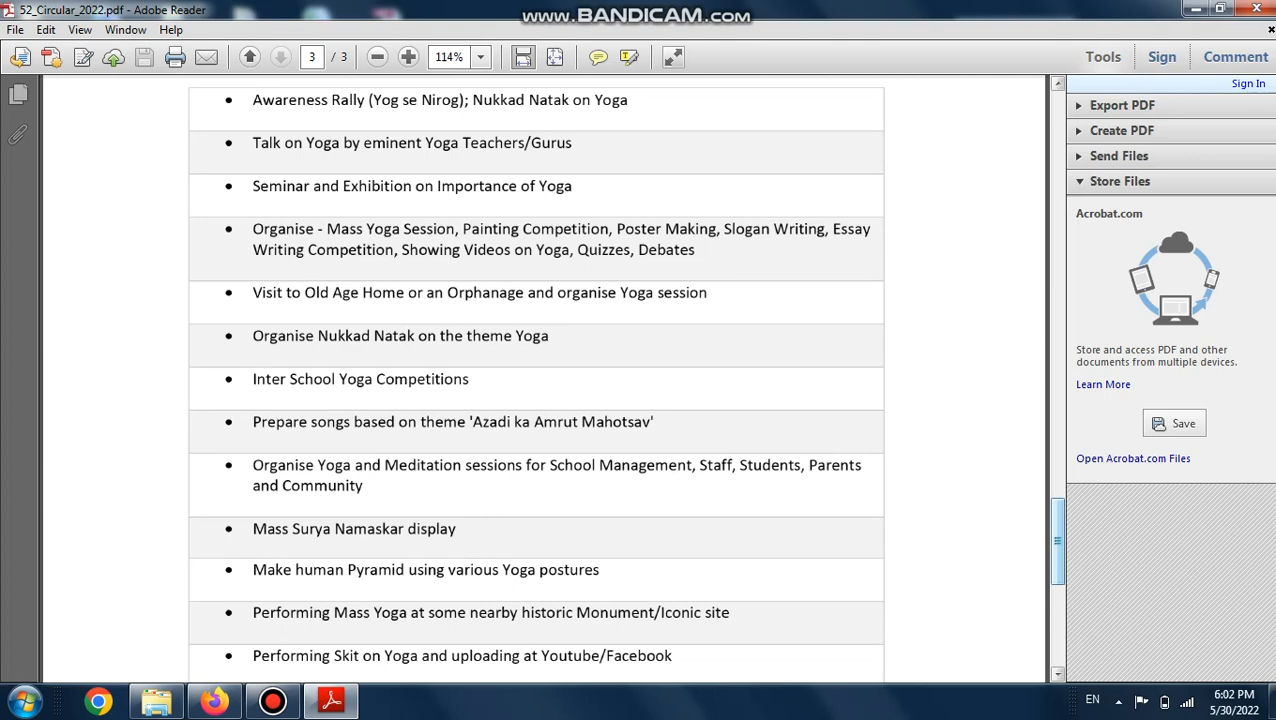 52_Circular_2022.pdf - Adobe Reader
www.BANDICAM.com
File Edit View Window Help
3 / 3 114% Tools Sign Comment
Sign In
Export PDF
Create PDF
Send Files
Store Files
Acrobat.com
Store and access PDF and other
documents from multiple devices.
Learn More
Save
Open Acrobat.com Files
• Awareness Rally (Yog se Nirog); Nukkad Natak on Yoga
• Talk on Yoga by eminent Yoga Teachers/Gurus
• Seminar and Exhibition on Importance of Yoga
• Organise - Mass Yoga Session, Painting Competition, Poster Making, Slogan Writing, Essay
Writing Competition, Showing Videos on Yoga, Quizzes, Debates
• Visit to Old Age Home or an Orphanage and organise Yoga session
• Organise Nukkad Natak on the theme Yoga
• Inter School Yoga Competitions
• Prepare songs based on theme 'Azadi ka Amrut Mahotsav'
• Organise Yoga and Meditation sessions for School Management, Staff, Students, Parents
and Community
• Mass Surya Namaskar display
• Make human Pyramid using various Yoga postures
• Performing Mass Yoga at some nearby historic Monument/Iconic site
• Performing Skit on Yoga and uploading at Youtube/Facebook
EN 6:02 PM
5/30/2022